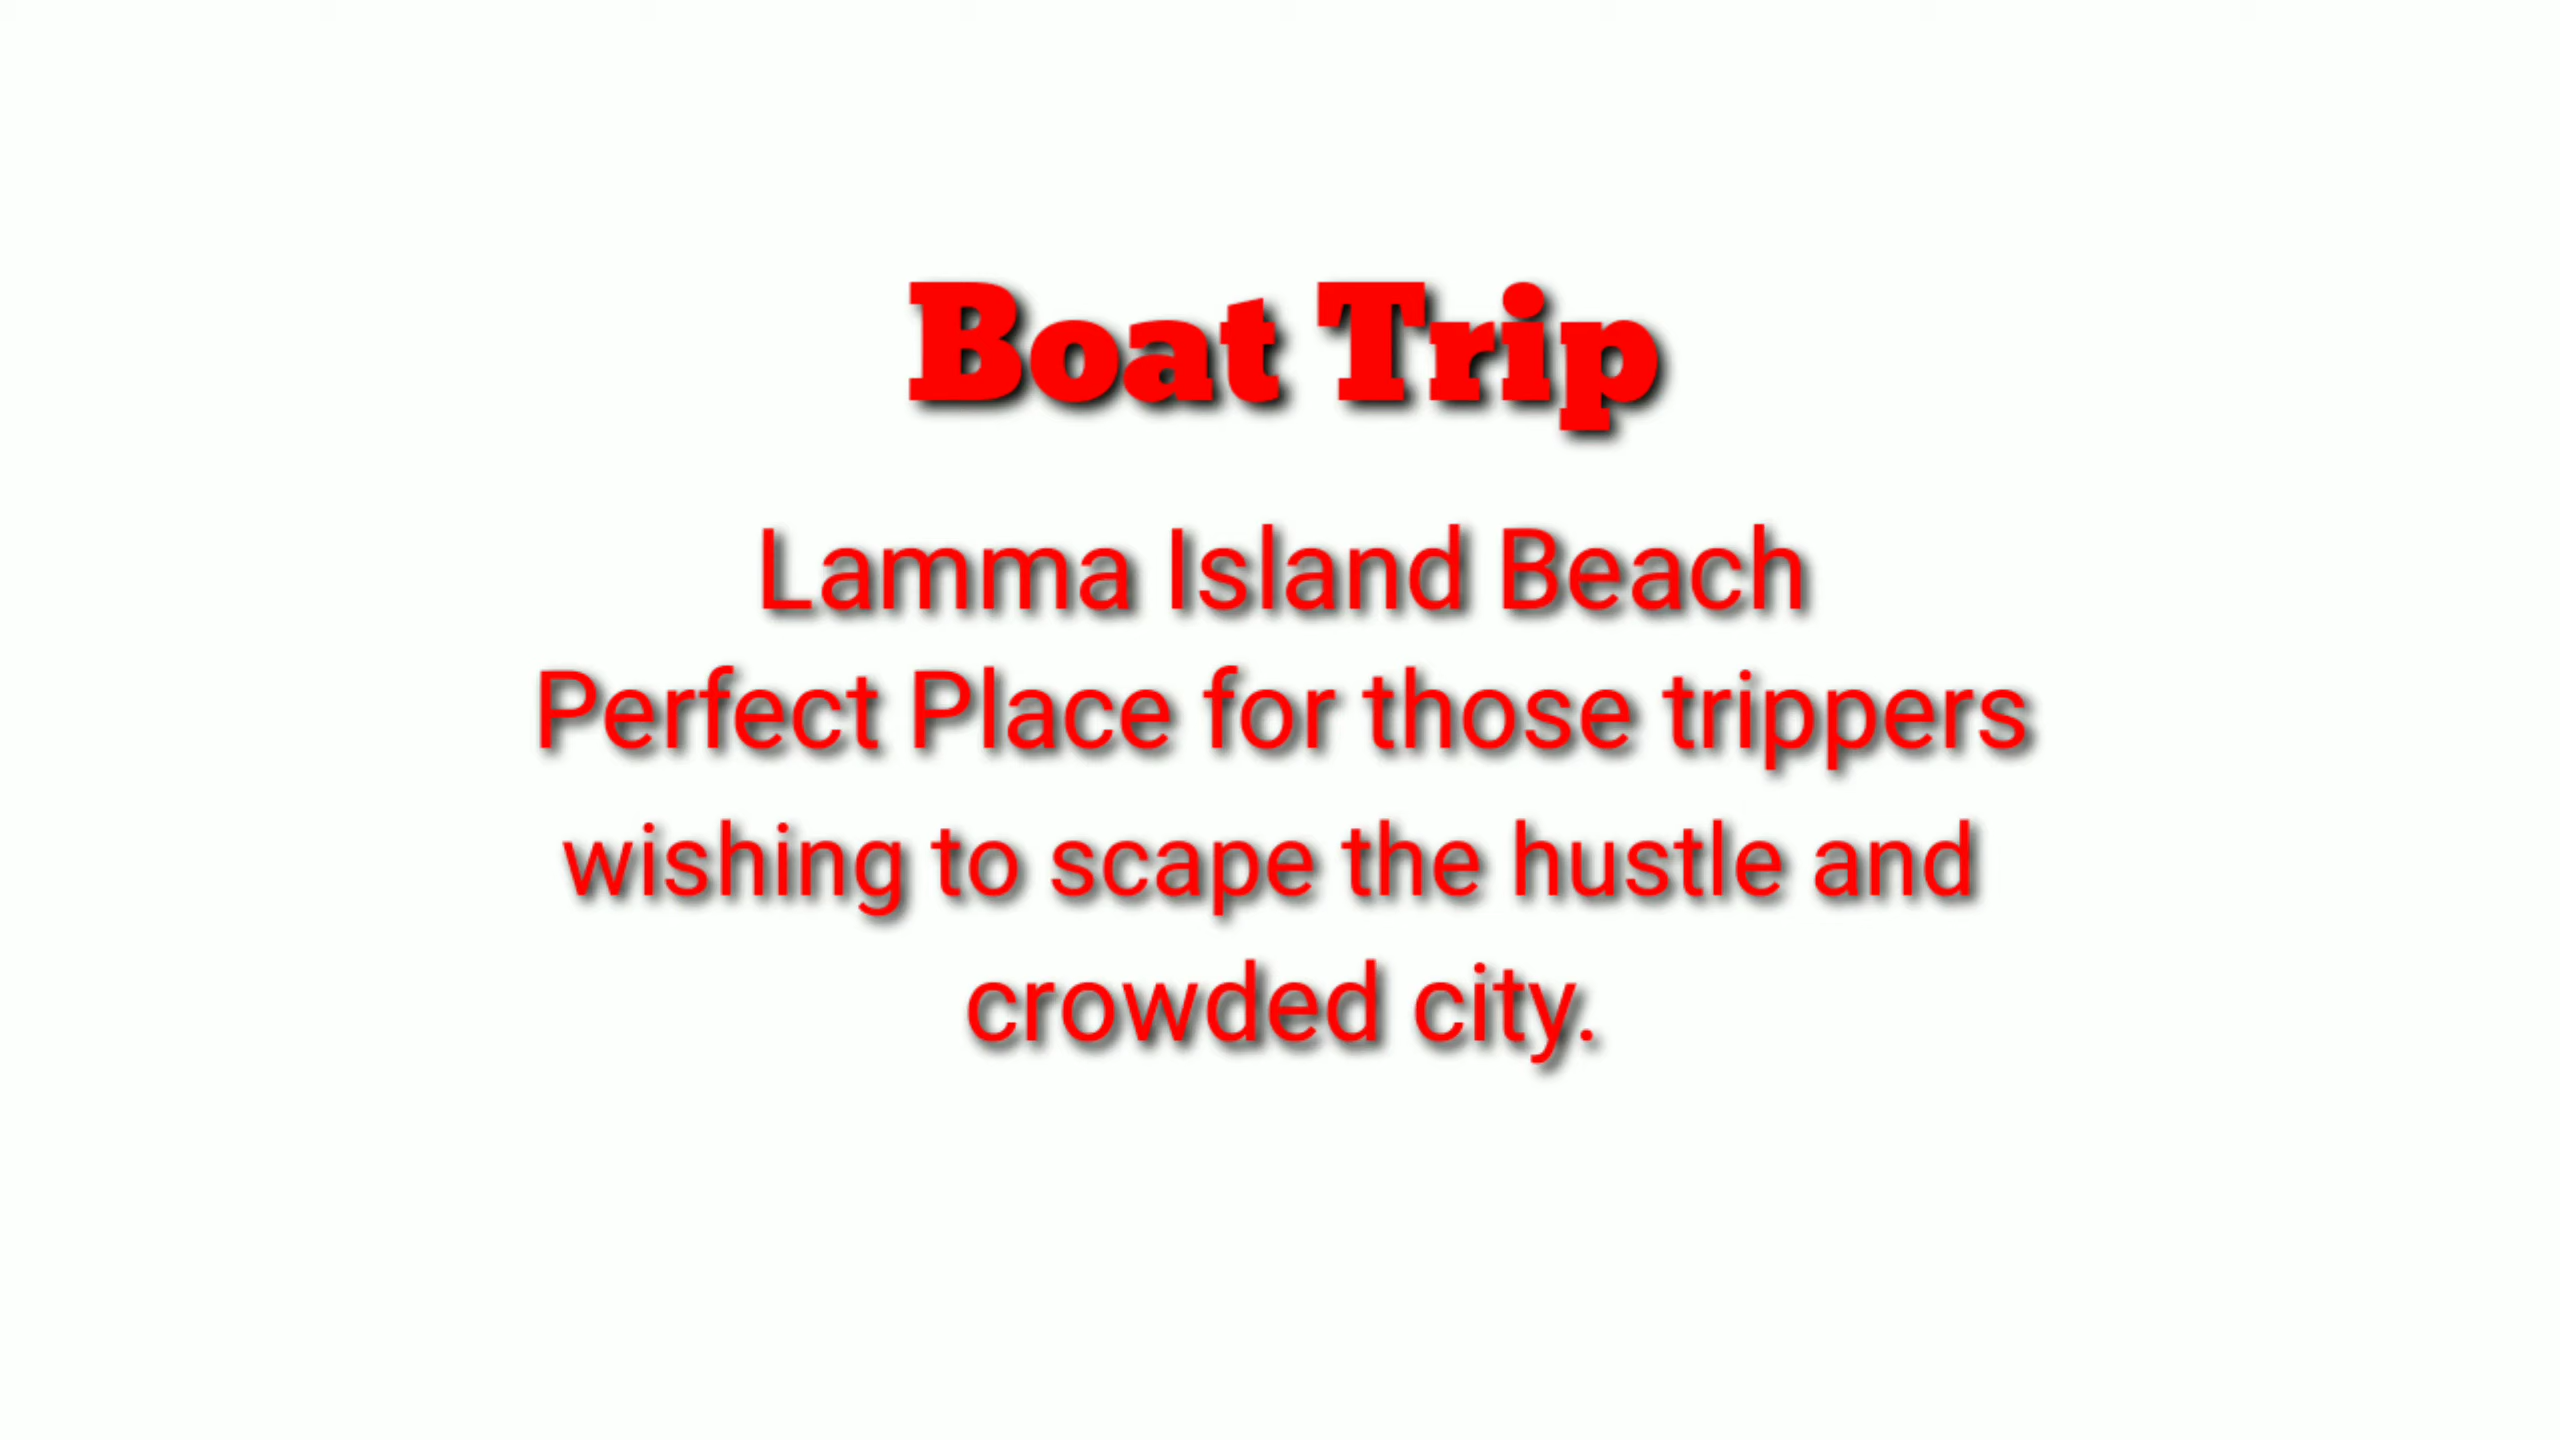 Boat Trip
Lamma Island Beach
Perfect Place for those trippers
wishing to scape the hustle and
crowded city.